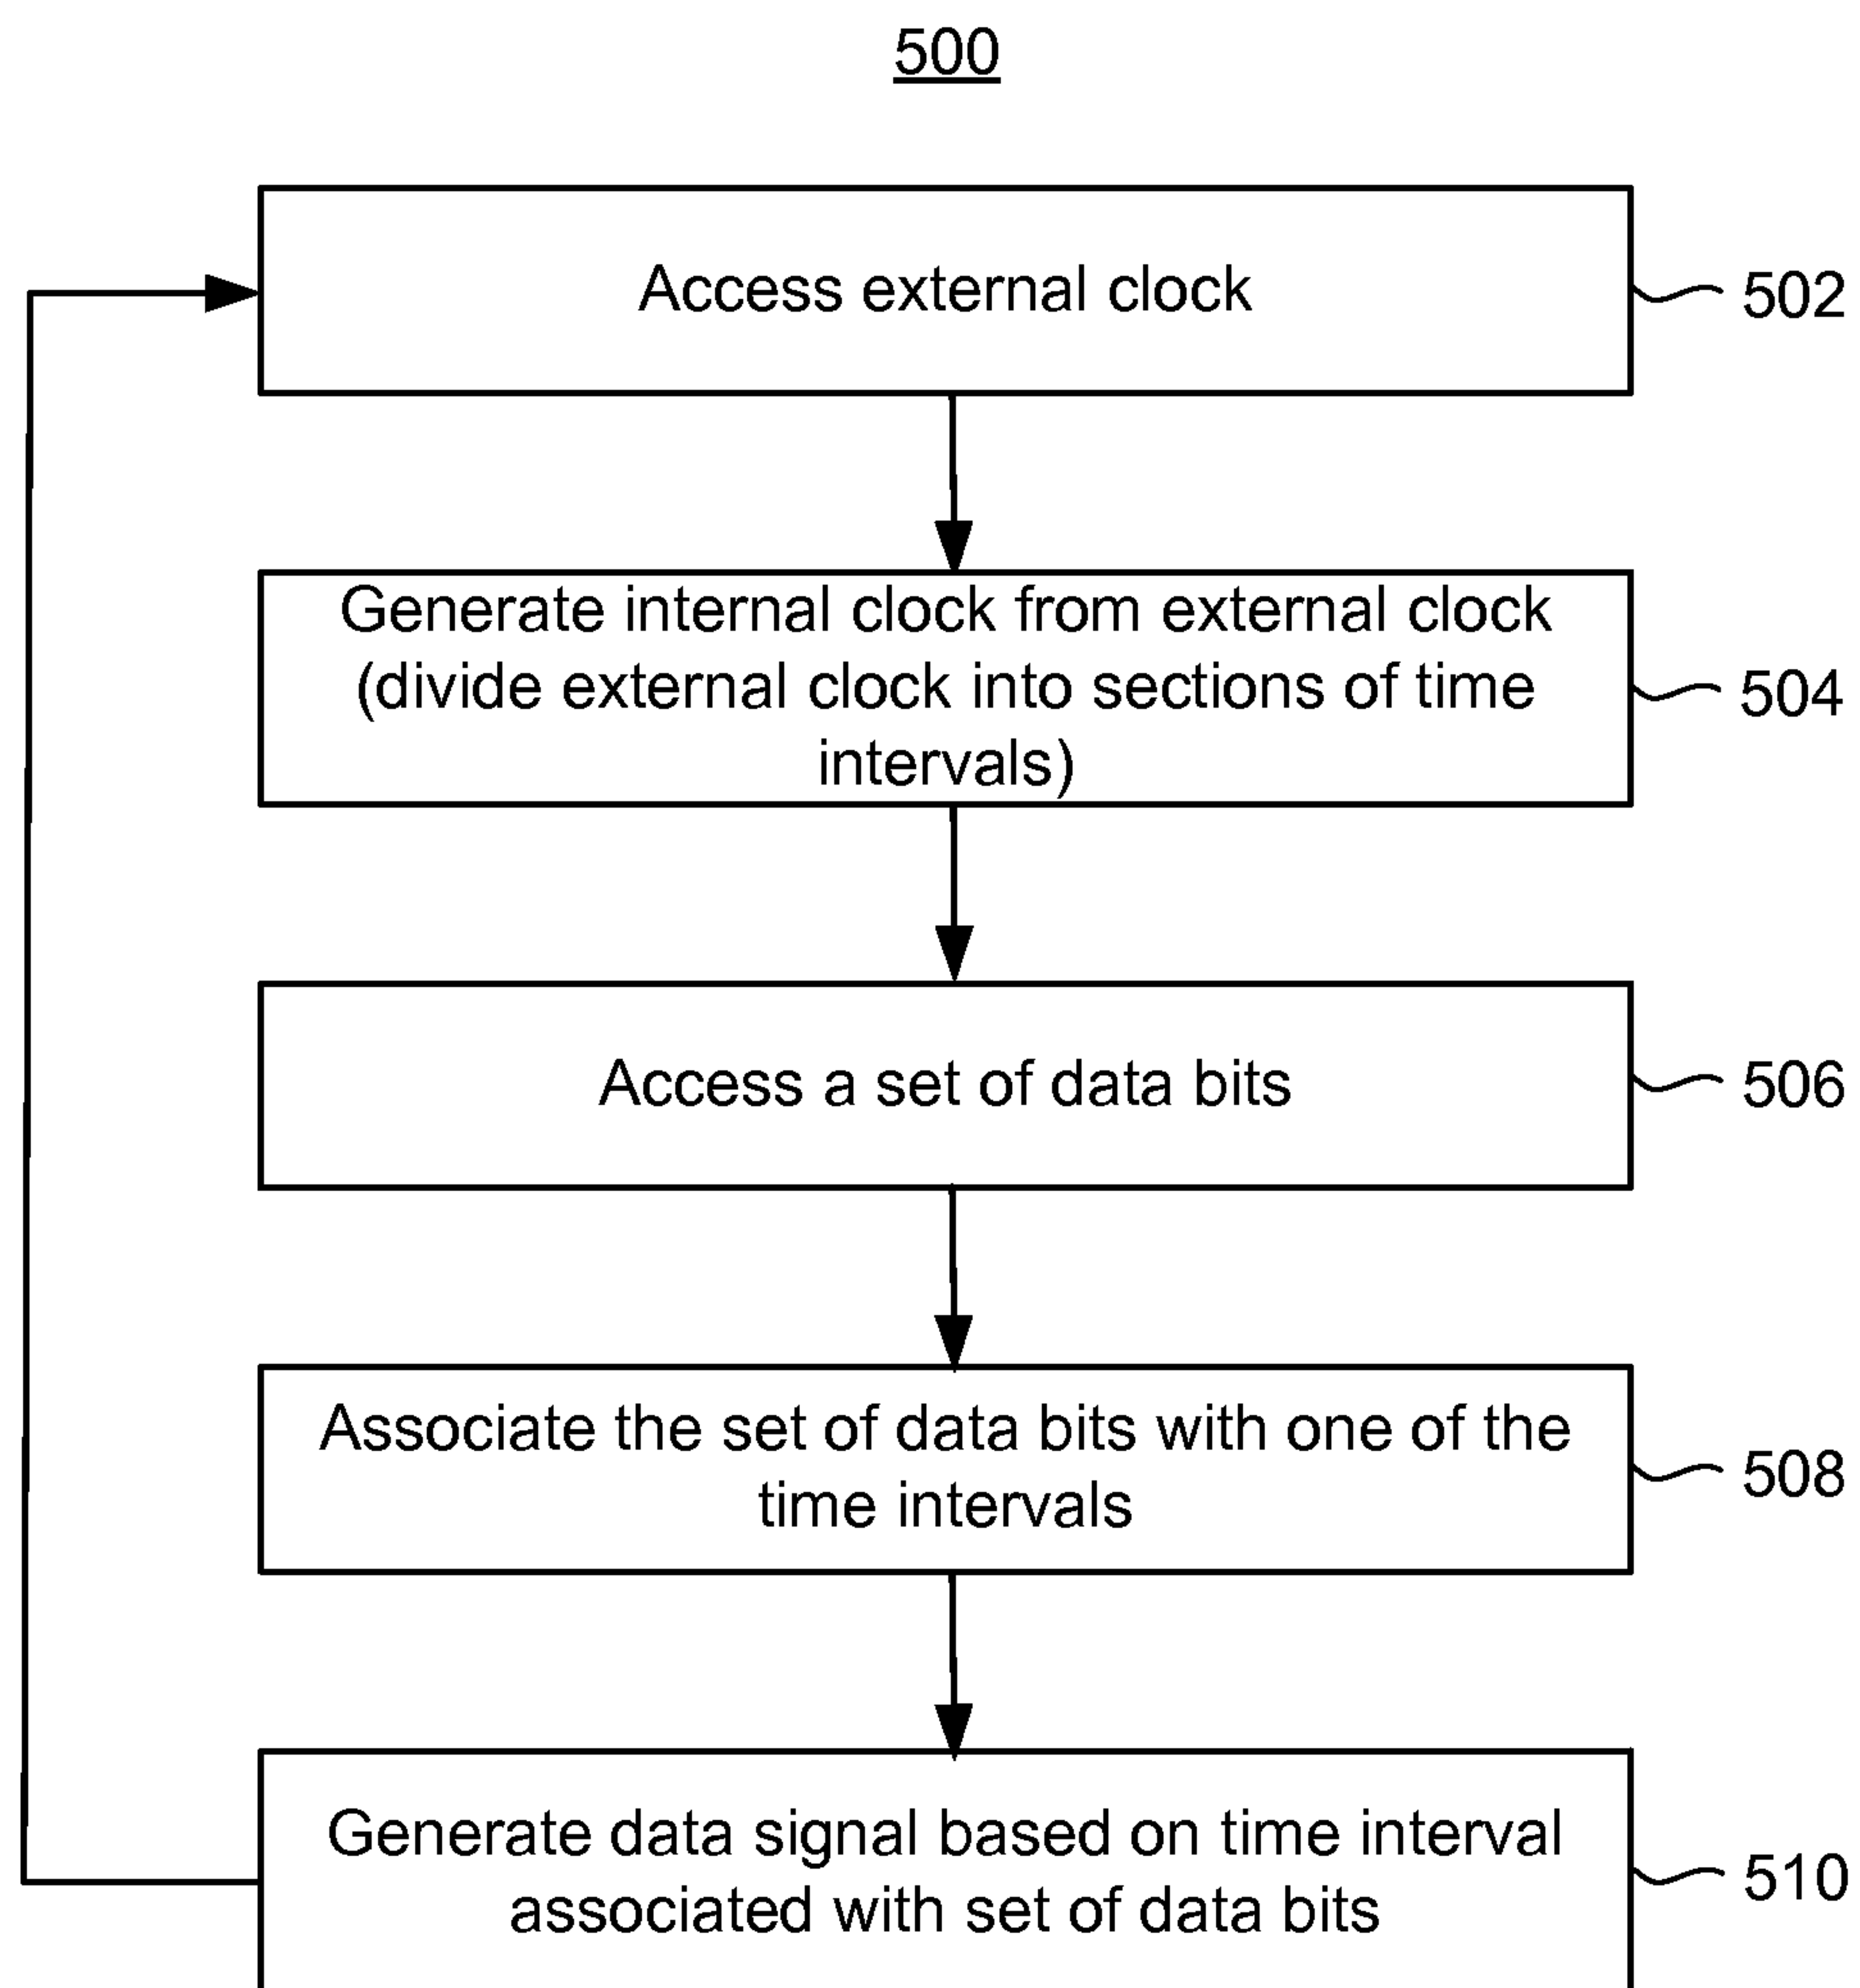 500
Access external clock
502
Generate internal clock from external clock
(divide external clock into sections of time
intervals)
504
Access a set of data bits
506
Associate the set of data bits with one of the
time intervals
508
Generate data signal based on time interval
associated with set of data bits
510